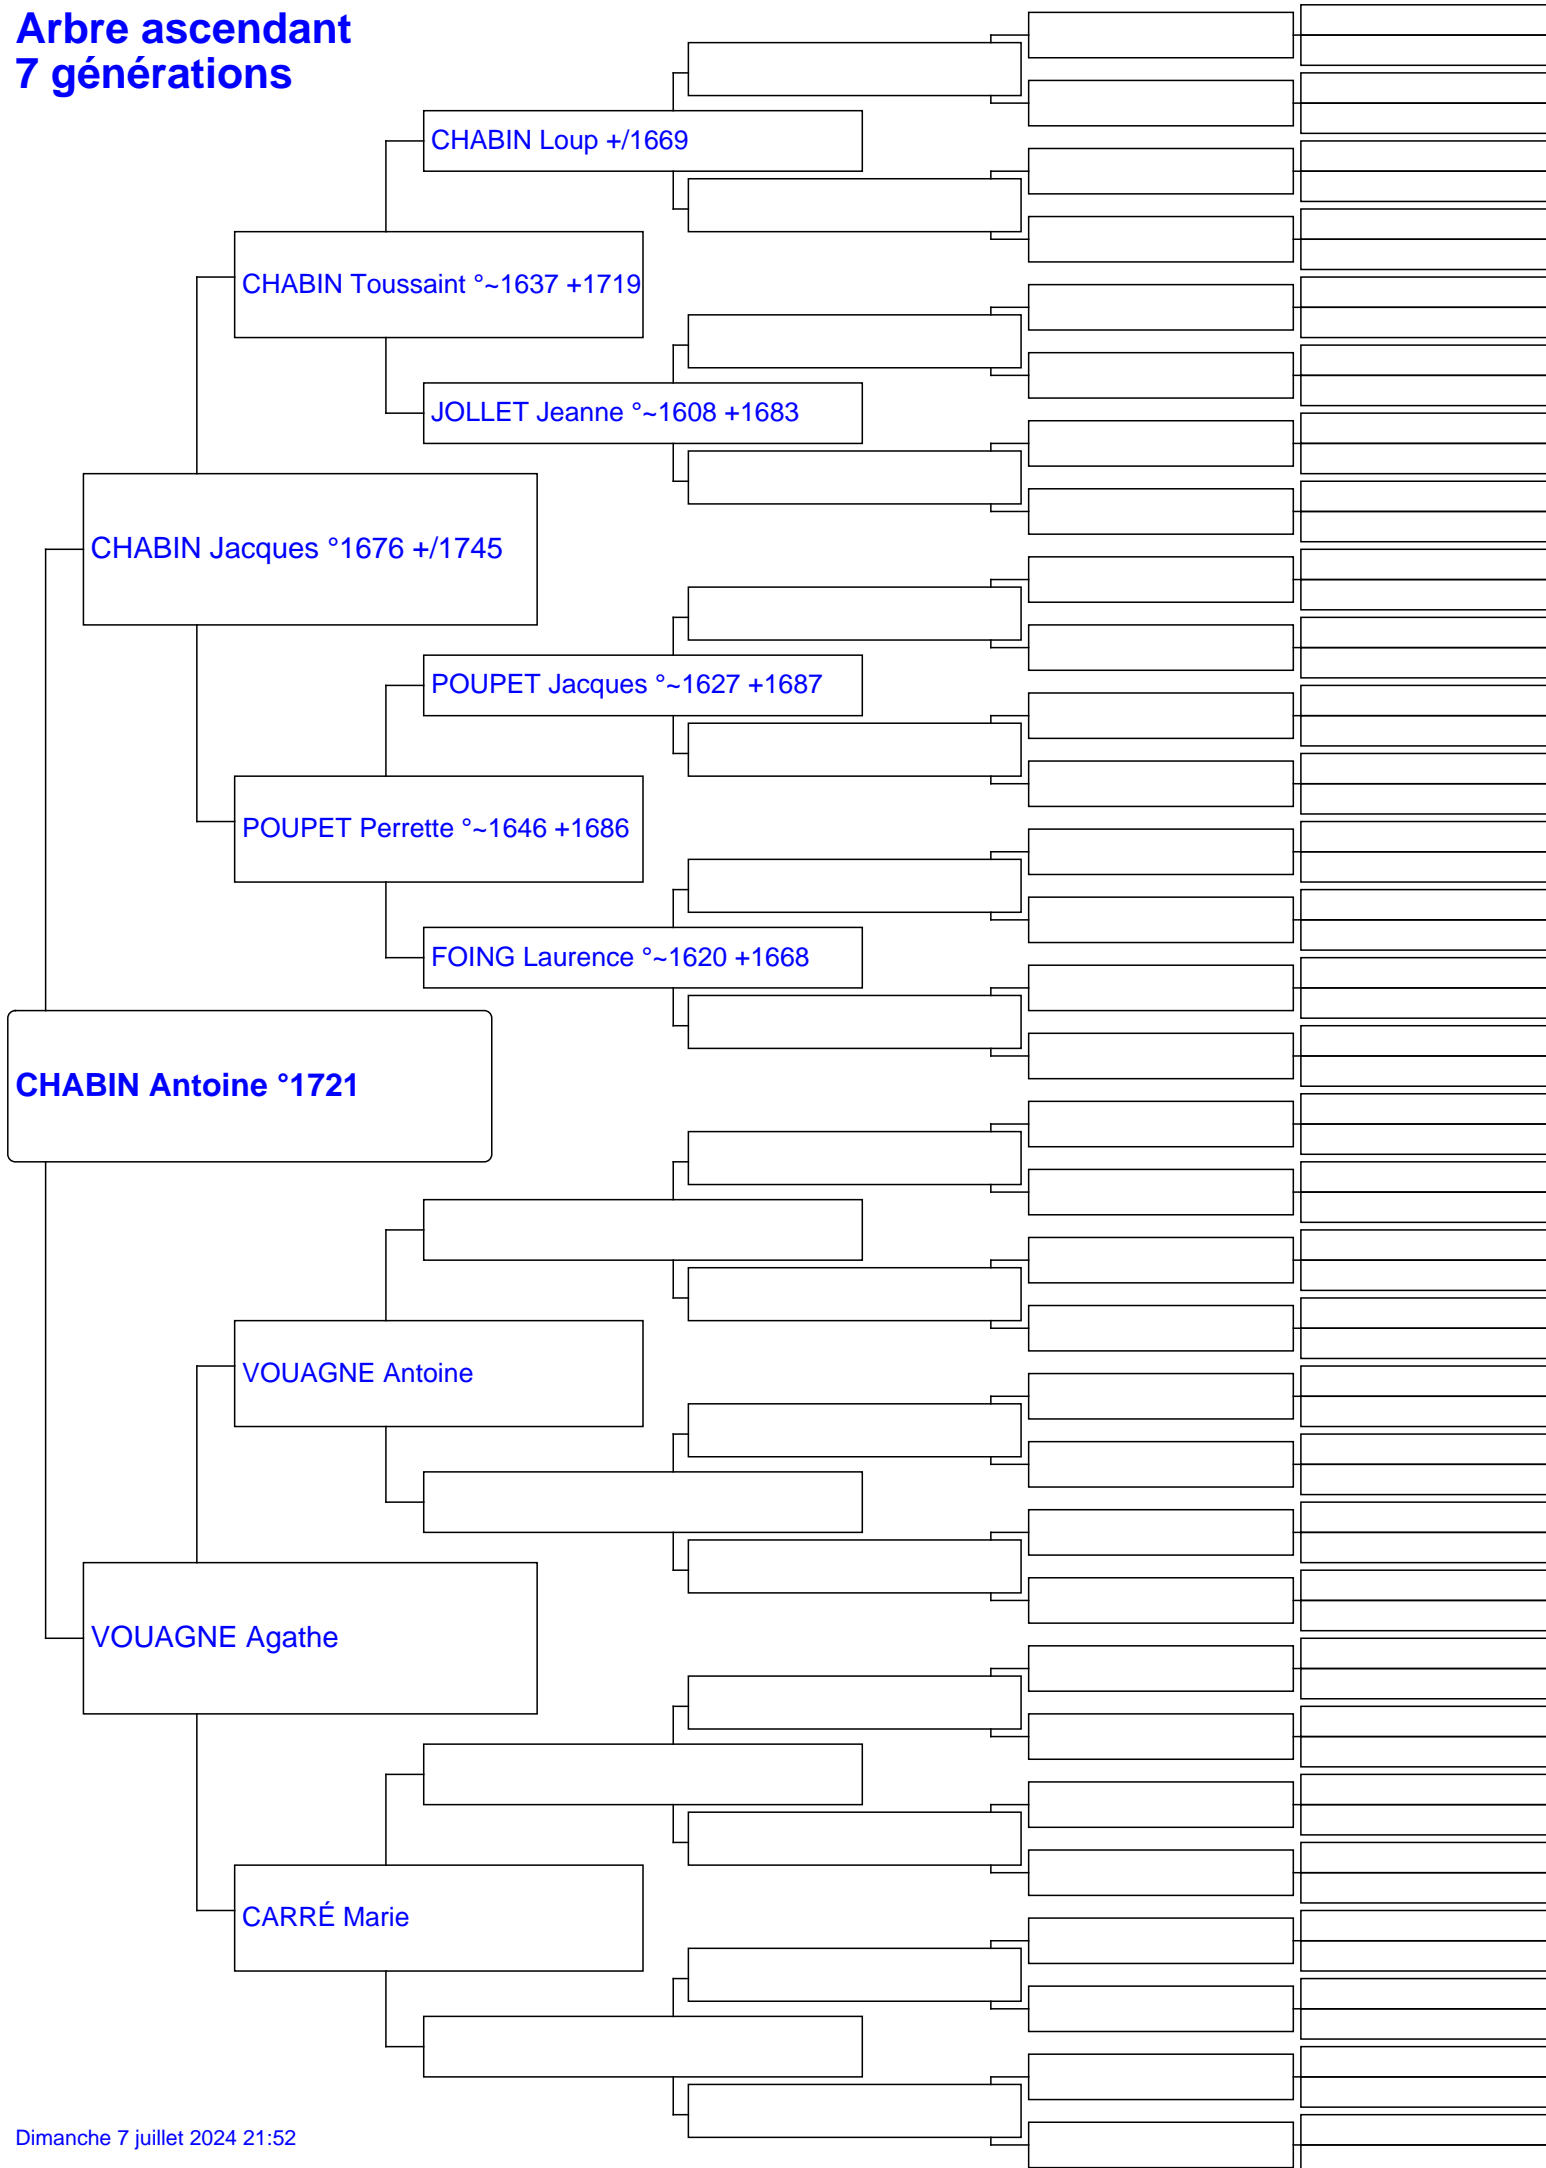 Arbre ascendant
7 générations
CHABIN Loup +/1669
CHABIN Toussaint °~1637 +1719
JOLLET Jeanne °~1608 +1683
CHABIN Jacques °1676 +/1745
POUPET Jacques °~1627 +1687
POUPET Perrette °~1646 +1686
FOING Laurence °~1620 +1668
CHABIN Antoine °1721
VOUAGNE Antoine
VOUAGNE Agathe
CARRÉ Marie
Dimanche 7 juillet 2024 21:52